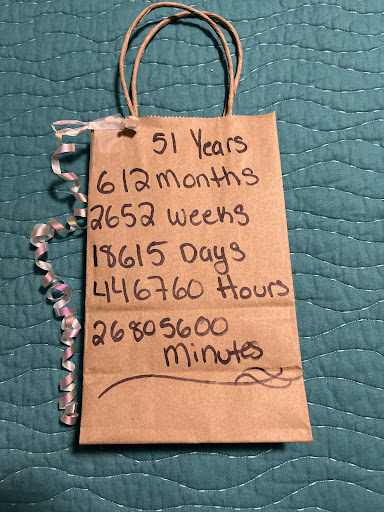 51 Years
612 months
2652 weeks
18615 Days
446760 Hours
26805600
Minutes